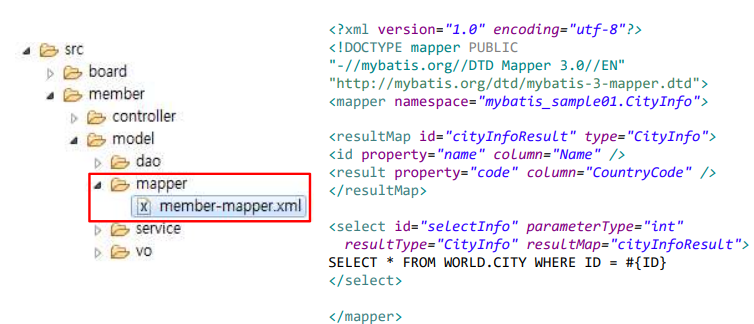 src
board
member
controller
model
dao
mapper
member-mapper.xml
service
vo
<?xml version="1.0" encoding="utf-8"?>
<!DOCTYPE mapper PUBLIC
"-//mybatis.org//DTD Mapper 3.0//EN"
"http://mybatis.org/dtd/mybatis-3-mapper.dtd">
<mapper namespace="mybatis_sample01.CityInfo">
<resultMap id="cityInfoResult" type="CityInfo">
<id property="name" column="Name" />
<result property="code" column="CountryCode" />
</resultMap>
<select id="selectInfo" parameterType="int"
resultType="CityInfo" resultMap="cityInfoResult">
SELECT * FROM WORLD.CITY WHERE ID = #{ID}
</select>
</mapper>